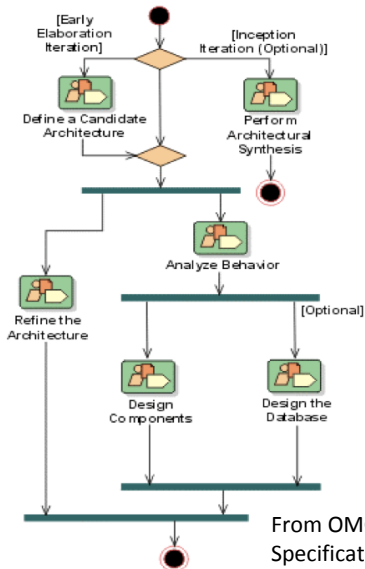 [Early
Elaboration
Iteration]
[Inception
Iteration (Optional)]
Define a Candidate
Architecture
Perform
Architectural
Synthesis
Analyze Behavior
Refine the
Architecture
[Optional]
Design
Components
Design the
Database
From OM
Specificat